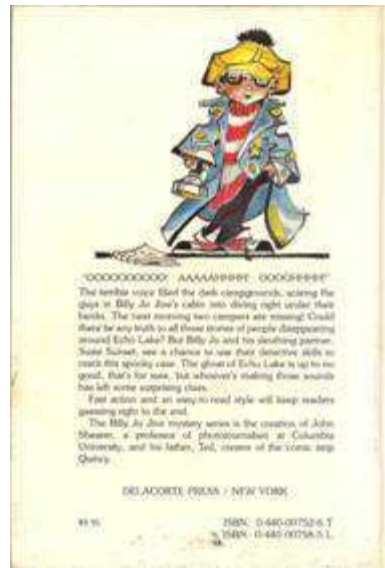 "OOOOOOOOOO! AAAAHHHHH! OOOGHHHH!"
The terrible voice filled the dark campgrounds, scaring the
guys in Billy Jo Jive's cabin into diving right under their
bunks. The next morning two campers are missing! Could
there be any truth to all those stories of people disappearing
around Echo Lake? But Billy Jo and his sleuthing partner,
Susie Sunset, see a chance to use their detective skills to
crack this spooky case. The ghost of Echo Lake is up to no
good, that's for sure, but whoever's making those sounds
has left some surprising clues.
Fast action and an easy-to-read style will keep readers
guessing right to the end.
The Billy Jo Jive mystery series is the creation of John
Shearer, a professor of photojournalism at Columbia
University, and his father, Ted, creator of the comic strip
Quincy.
DELACORTE PRESS / NEW YORK
ISBN: 0-440-00752-6 T
ISBN: 0-440-00758-5 L